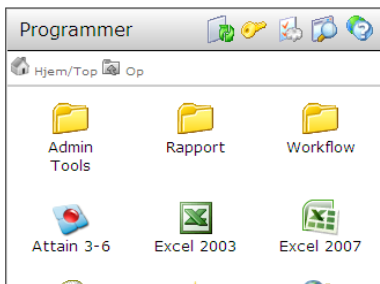 Programmer
Hjem/Top Op
Admin Tools Rapport Workflow
Attain 3-6 Excel 2003 Excel 2007